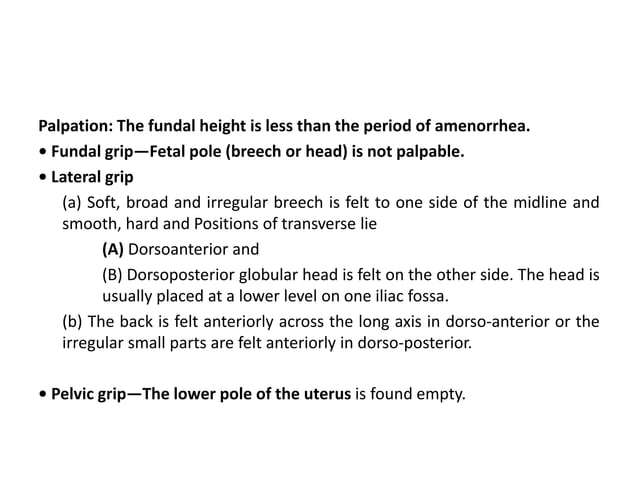 Palpation: The fundal height is less than the period of amenorrhea.
• Fundal grip—Fetal pole (breech or head) is not palpable.
• Lateral grip
(a) Soft, broad and irregular breech is felt to one side of the midline and
smooth, hard and Positions of transverse lie
(A) Dorsoanterior and
(B) Dorsoposterior globular head is felt on the other side. The head is
usually placed at a lower level on one iliac fossa.
(b) The back is felt anteriorly across the long axis in dorso-anterior or the
irregular small parts are felt anteriorly in dorso-posterior.
• Pelvic grip—The lower pole of the uterus is found empty.